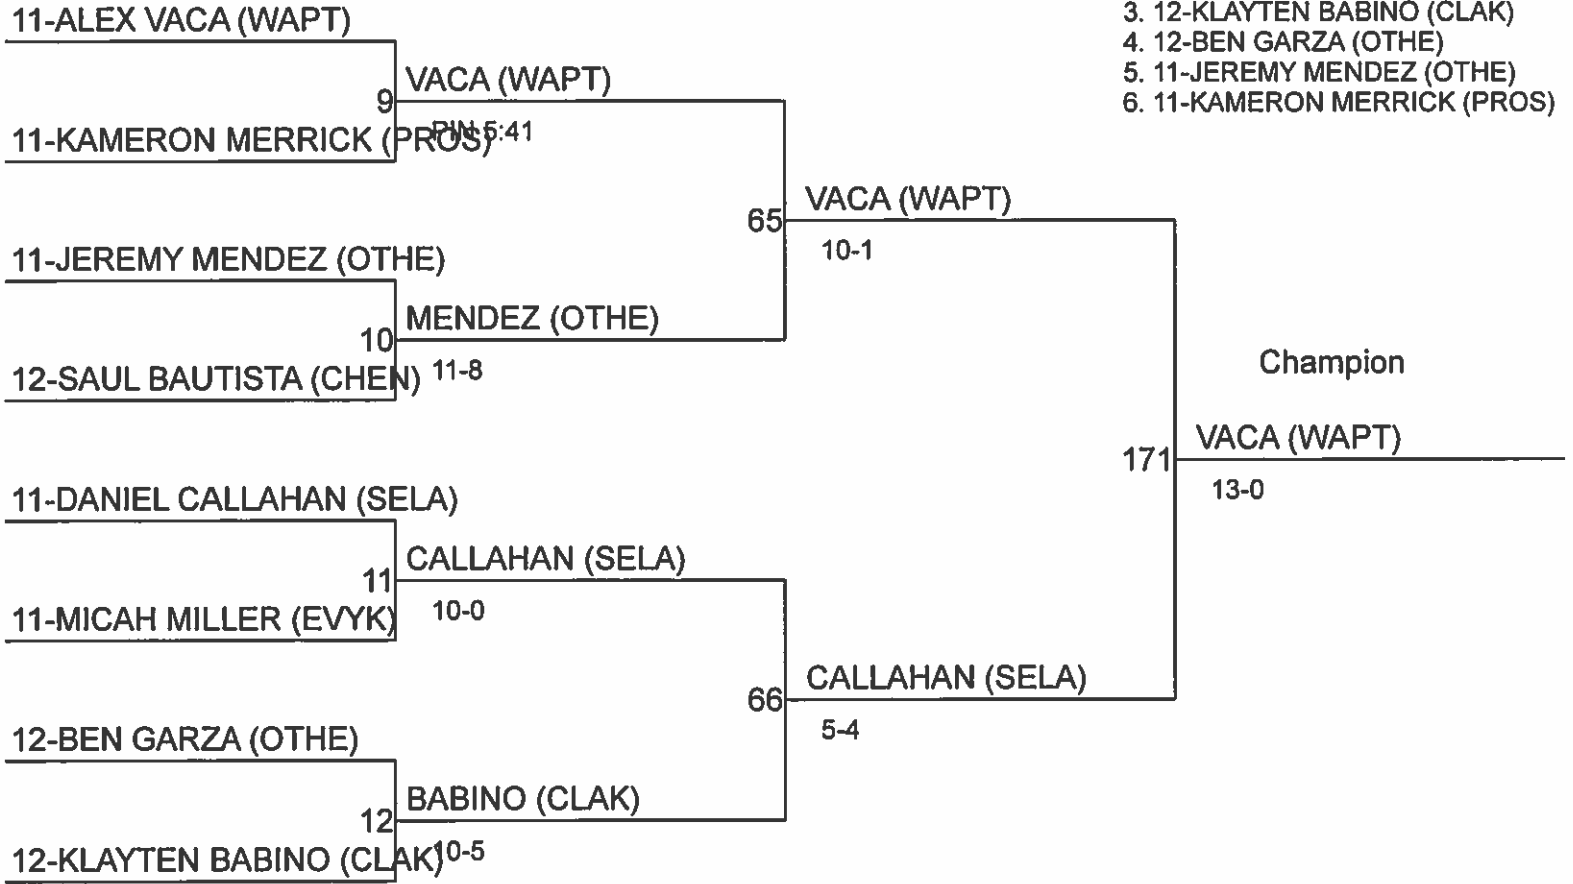 11-ALEX VACA (WAPT)
3. 12-KLAYTEN BABINO (CLAK)
4. 12-BEN GARZA (OTHE)
5. 11-JEREMY MENDEZ (OTHE)
6. 11-KAMERON MERRICK (PROS)
9
VACA (WAPT)
PIN 5:41
11-KAMERON MERRICK (PROS)
65
VACA (WAPT)
10-1
11-JEREMY MENDEZ (OTHE)
10
MENDEZ (OTHE)
11-8
12-SAUL BAUTISTA (CHEN)
Champion
171
VACA (WAPT)
13-0
11-DANIEL CALLAHAN (SELA)
11
CALLAHAN (SELA)
10-0
11-MICAH MILLER (EVYK)
66
CALLAHAN (SELA)
5-4
12-BEN GARZA (OTHE)
12
BABINO (CLAK)
10-5
12-KLAYTEN BABINO (CLAK)